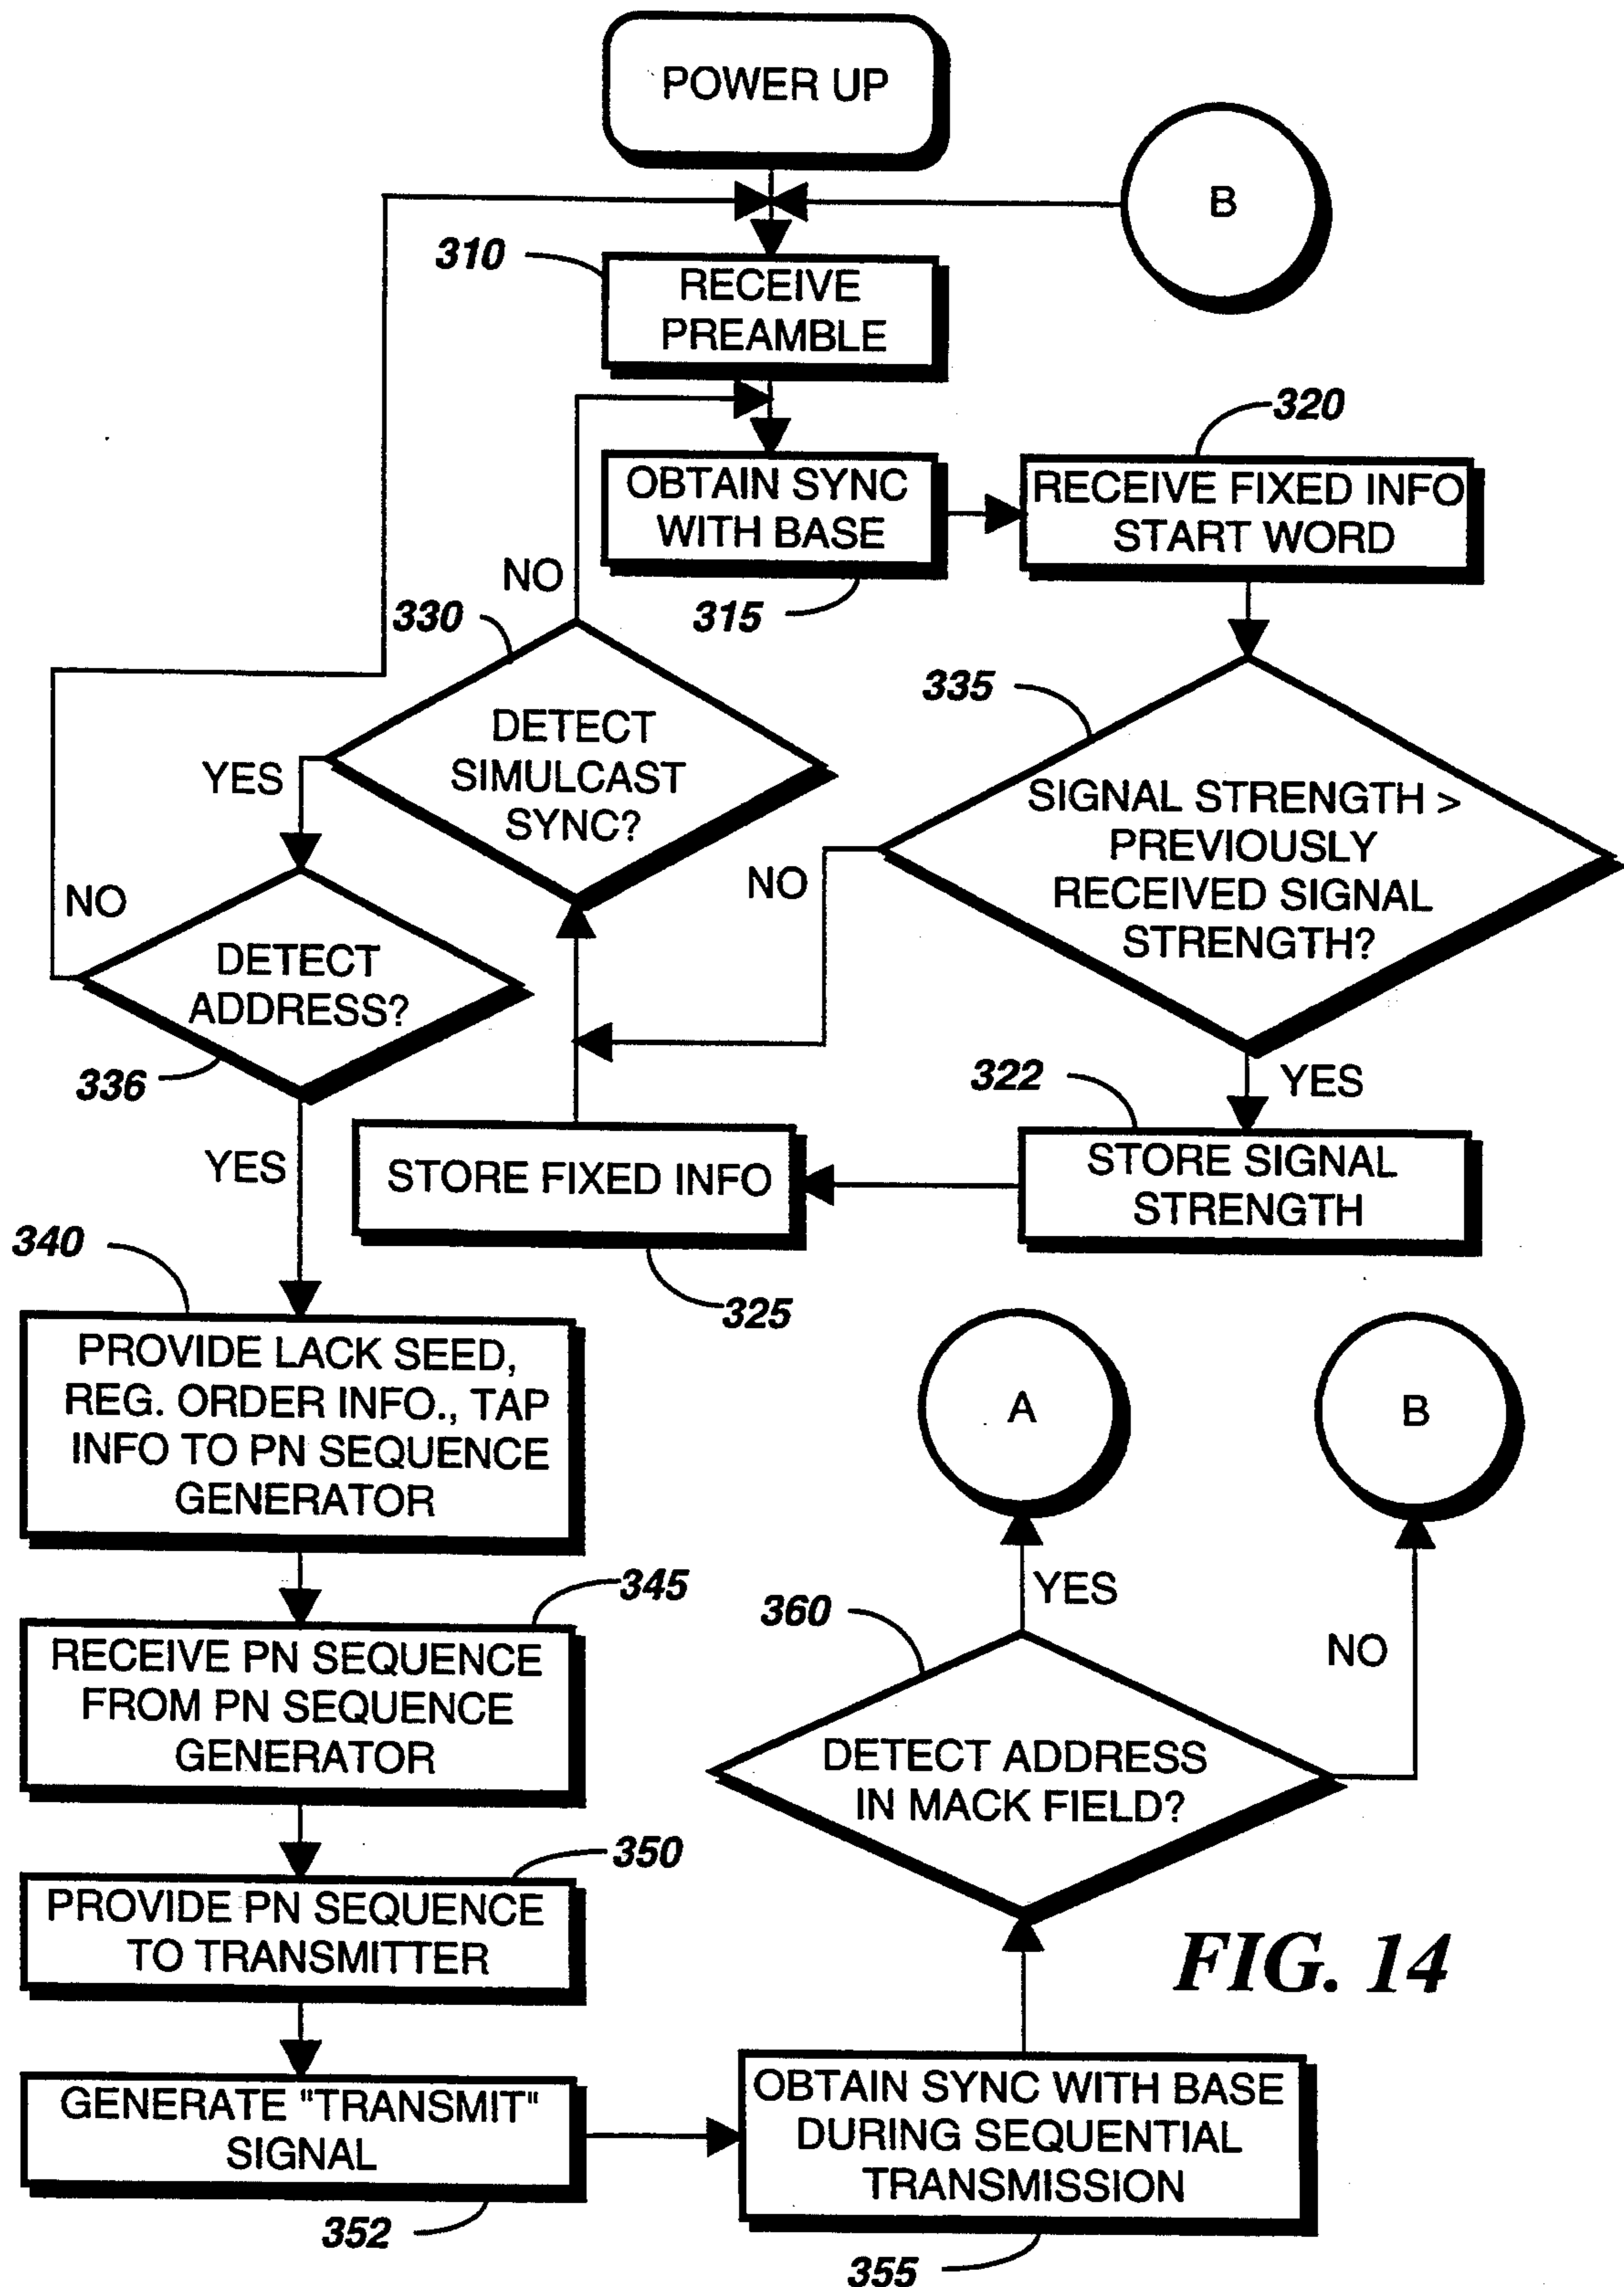 POWER UP
B
310
RECEIVE
PREAMBLE
320
OBTAIN SYNC
WITH BASE
RECEIVE FIXED INFO
START WORD
NO
315
330
335
DETECT
SIMULCAST
SYNC?
YES
SIGNAL STRENGTH >
PREVIOUSLY
RECEIVED SIGNAL
STRENGTH?
NO
NO
DETECT
ADDRESS?
336
322
YES
YES
STORE FIXED INFO
STORE SIGNAL
STRENGTH
340
325
PROVIDE LACK SEED,
REG. ORDER INFO., TAP
INFO TO PN SEQUENCE
GENERATOR
A
B
345
YES
360
NO
RECEIVE PN SEQUENCE
FROM PN SEQUENCE
GENERATOR
DETECT ADDRESS
IN MACK FIELD?
350
PROVIDE PN SEQUENCE
TO TRANSMITTER
FIG. 14
GENERATE "TRANSMIT"
SIGNAL
OBTAIN SYNC WITH BASE
DURING SEQUENTIAL
TRANSMISSION
352
355